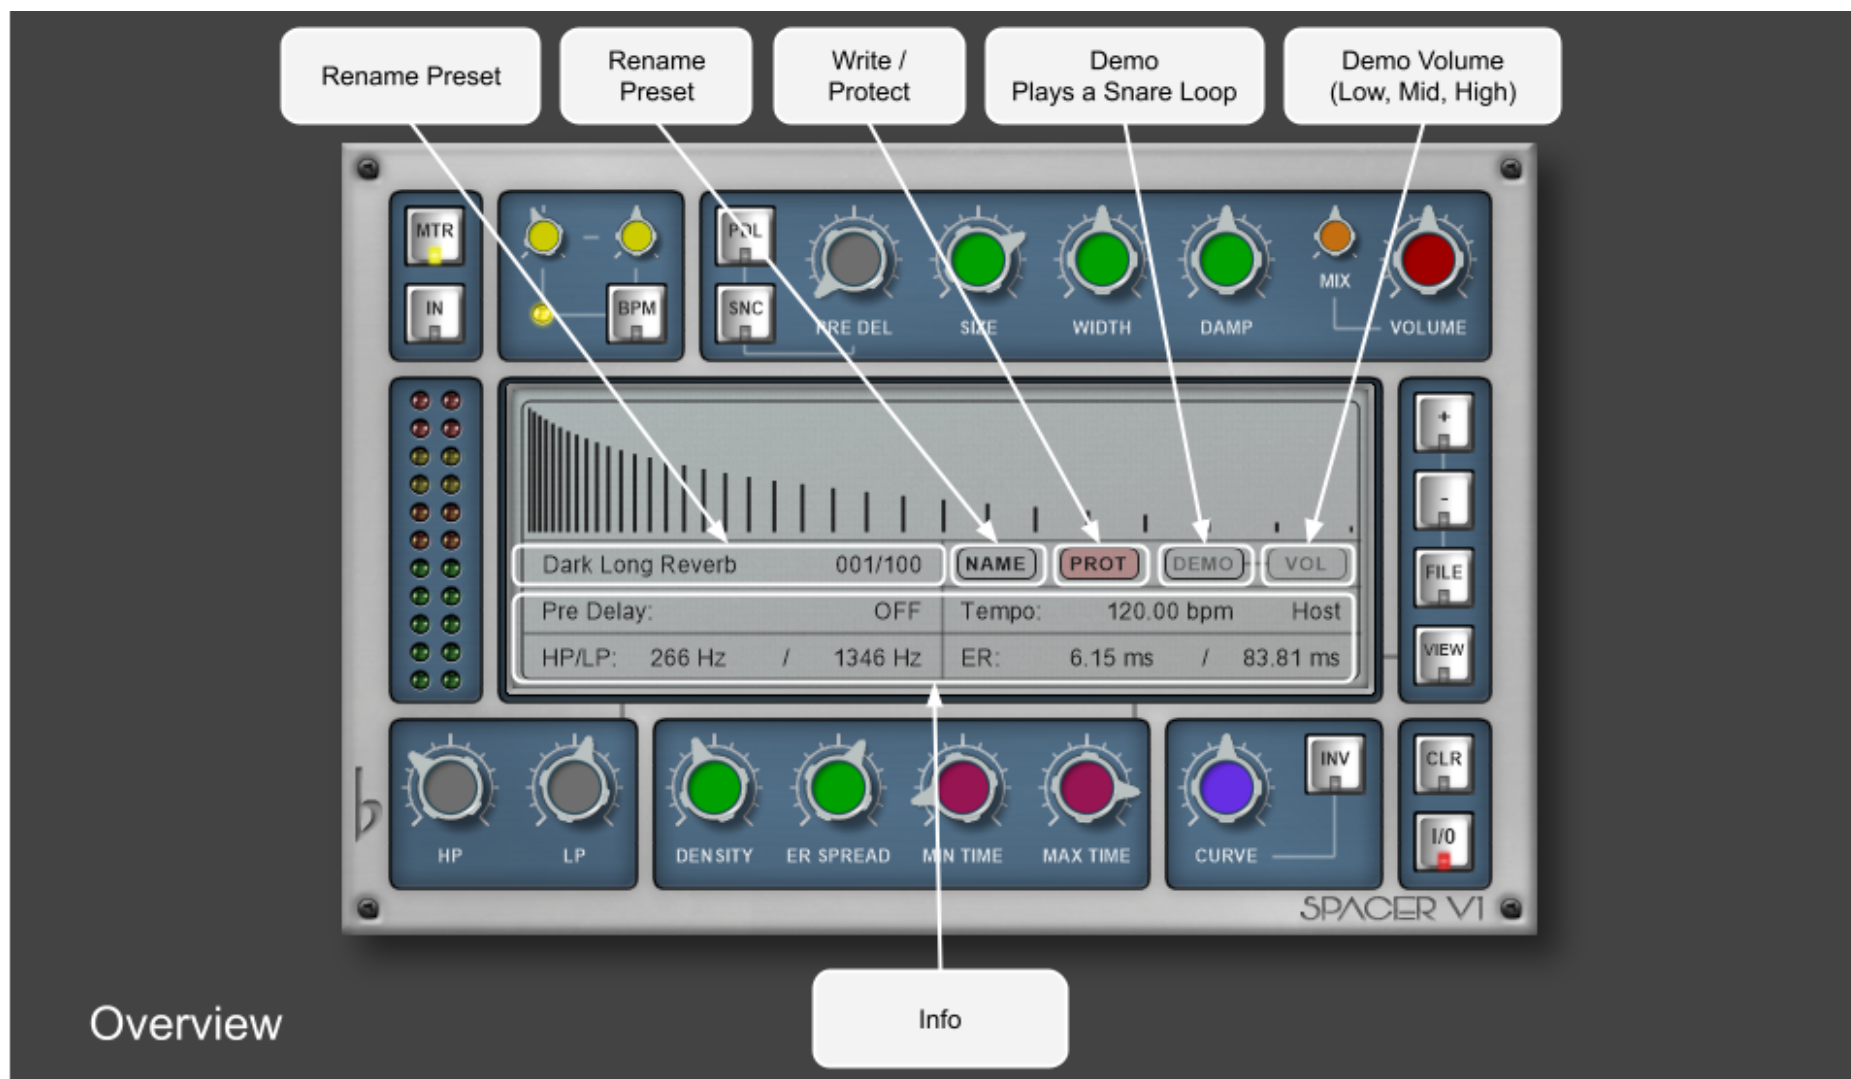 Rename Preset
Rename
Preset
Write /
Protect
Demo
Plays a Snare Loop
Demo Volume
(Low, Mid, High)
MTR
IN
BPM
PDL
SNC
PRE DEL
SIZE
WIDTH
DAMP
MIX
VOLUME
+
-
FILE
VIEW
Dark Long Reverb 001/100 NAME PROT DEMO VOL
Pre Delay: OFF Tempo: 120.00 bpm Host
HP/LP: 266 Hz / 1346 Hz ER: 6.15 ms / 83.81 ms
HP
LP
DENSITY
ER SPREAD
MIN TIME
MAX TIME
CURVE
INV
CLR
I/O
SPACER V1
Info
Overview